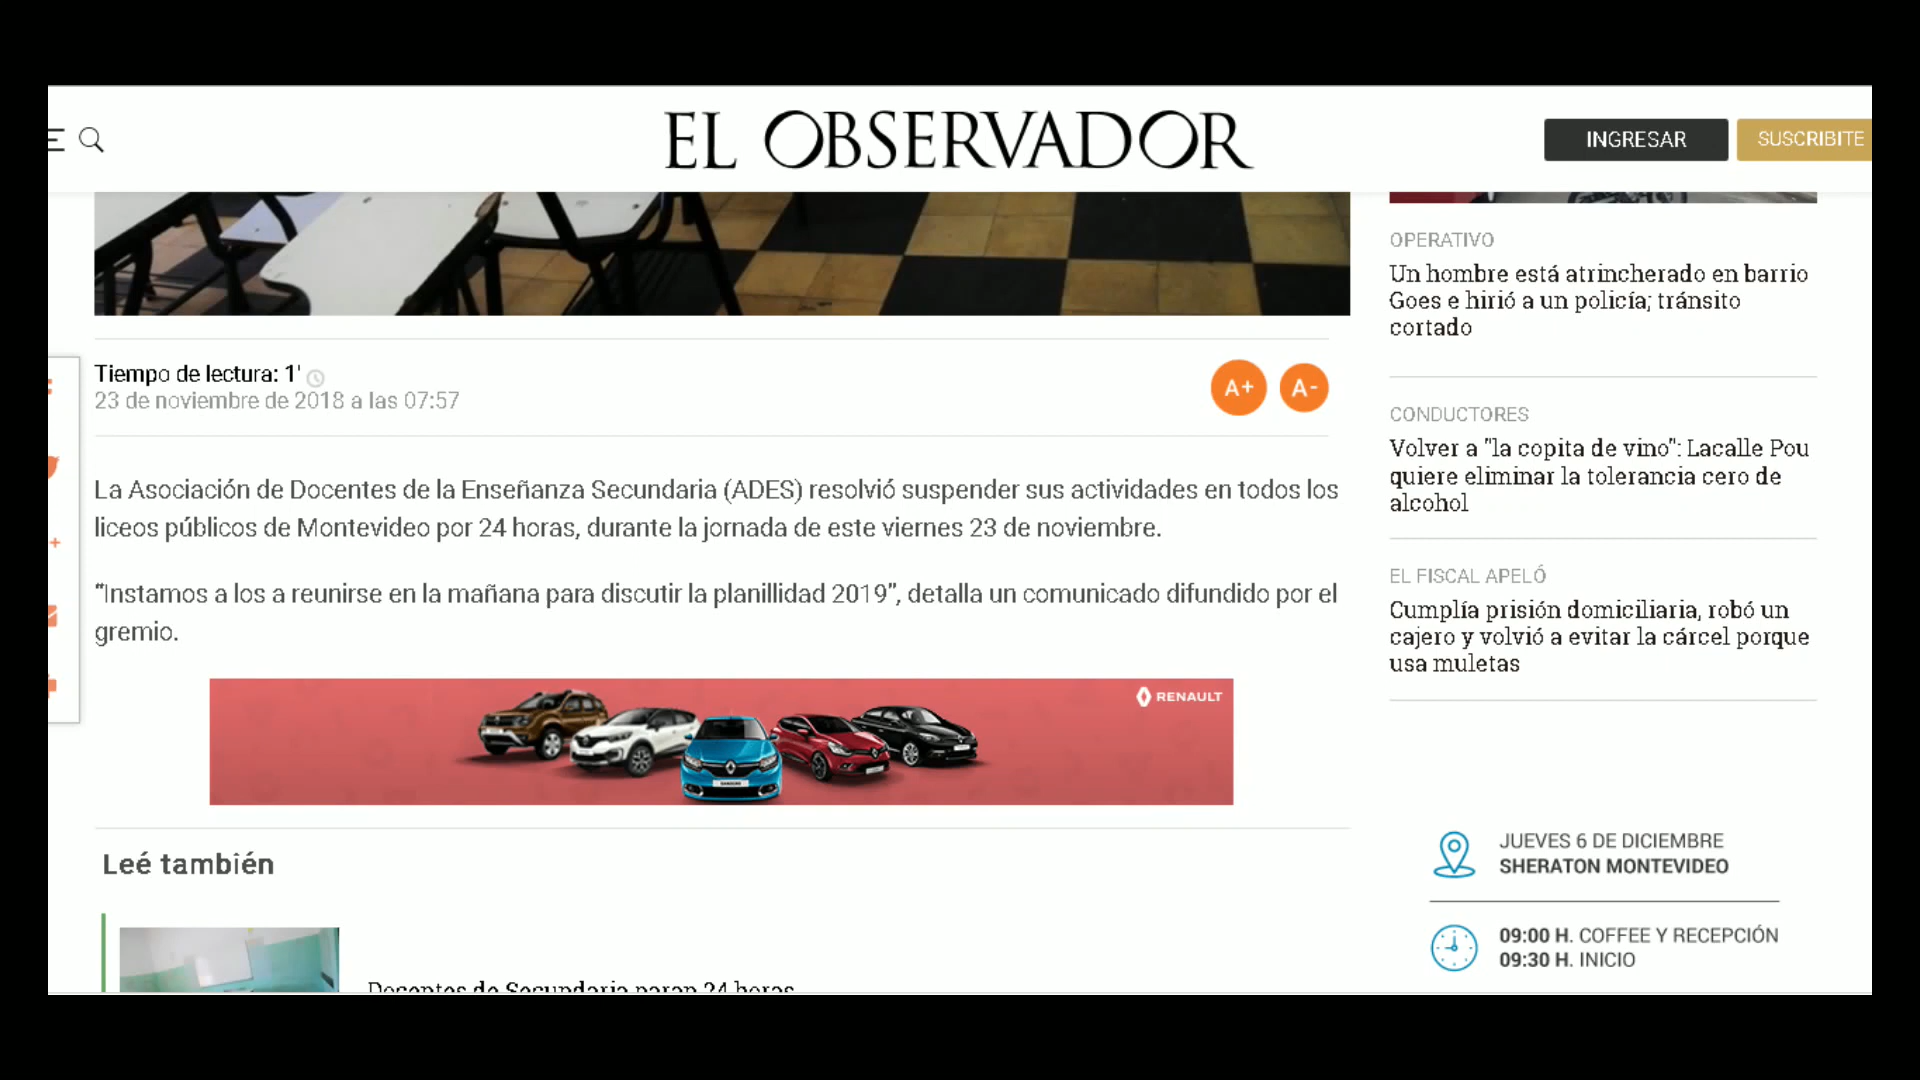 EL OBSERVADOR
INGRESAR
SUSCRIBITE
Tiempo de lectura: 1'
23 de noviembre de 2018 a las 07:57
A+
A-
La Asociación de Docentes de la Enseñanza Secundaria (ADES) resolvió suspender sus actividades en todos los
liceos públicos de Montevideo por 24 horas, durante la jornada de este viernes 23 de noviembre.
“Instamos a los a reunirse en la mañana para discutir la planillidad 2019”, detalla un comunicado difundido por el
gremio.
RENAULT
Leé también
Docentes de Secundaria paran 24 horas
OPERATIVO
Un hombre está atrincherado en barrio
Goes e hirió a un policía; tránsito
cortado
CONDUCTORES
Volver a "la copita de vino": Lacalle Pou
quiere eliminar la tolerancia cero de
alcohol
EL FISCAL APELÓ
Cumplía prisión domiciliaria, robó un
cajero y volvió a evitar la cárcel porque
usa muletas
JUEVES 6 DE DICIEMBRE
SHERATON MONTEVIDEO
09:00 H. COFFEE Y RECEPCIÓN
09:30 H. INICIO